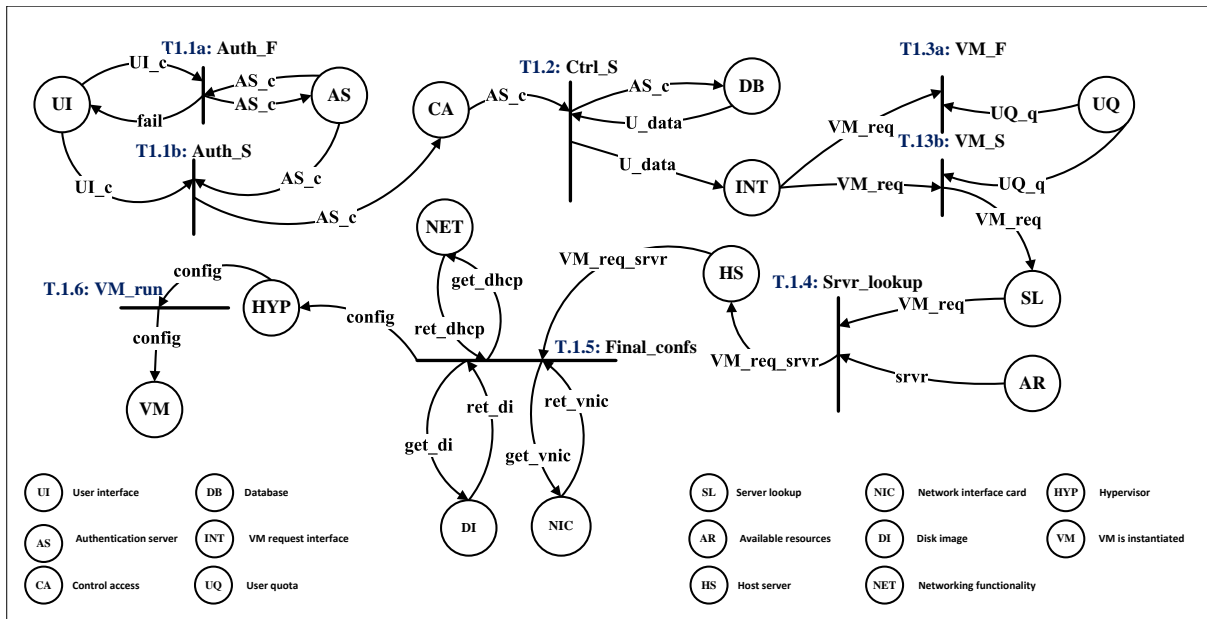 T1.1a: Auth_F
UI_c
AS_c
AS_c
fail
UI
AS
T1.1b: Auth_S
UI_c
AS_c
AS_c
CA
AS_c
T1.2: Ctrl_S
AS_c
DB
U_data
U_data
INT
VM_req
VM_req
T1.3a: VM_F
UQ_q
UQ
T.13b: VM_S
UQ_q
VM_req
SL
T.1.4: Srvr_lookup
VM_req
srvr
AR
VM_req_srvr
HS
VM_req_srvr
T.1.5: Final_confs
NET
get_dhcp
ret_dhcp
ret_di
get_di
DI
ret_vnic
get_vnic
NIC
config
HYP
config
T.1.6: VM_run
config
VM
UI User interface
DB Database
AS Authentication server
INT VM request interface
CA Control access
UQ User quota
SL Server lookup
NIC Network interface card
HYP Hypervisor
AR Available resources
DI Disk image
VM VM is instantiated
HS Host server
NET Networking functionality